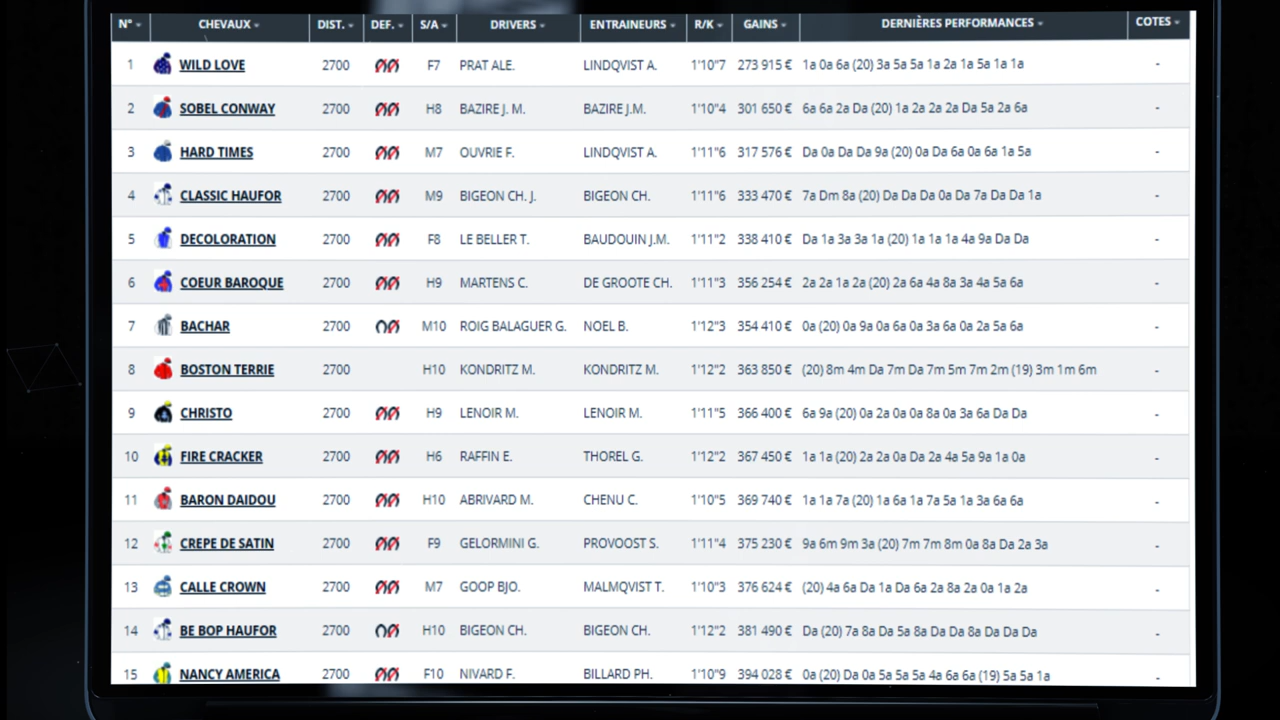 N° CHEVAUX DIST. DEF. S/A DRIVERS ENTRAINEURS R/K GAINS DERNIÈRES PERFORMANCES COTES
1 WILD LOVE 2700 F7 PRAT ALE. LINDQVIST A. 1'10"7 273 915 € 1a 0a 6a (20) 3a 5a 5a 1a 2a 1a 5a 1a 1a -
2 SOBEL CONWAY 2700 H8 BAZIRE J. M. BAZIRE J.M. 1'10"4 301 650 € 6a 6a 2a Da (20) 1a 2a 2a 2a Da 5a 2a 6a -
3 HARD TIMES 2700 M7 OUVRIE F. LINDQVIST A. 1'11"6 317 576 € Da 0a Da Da 9a (20) 0a Da 6a 0a 6a 1a 5a -
4 CLASSIC HAUFOR 2700 M9 BIGEON CH. J. BIGEON CH. 1'11"6 333 470 € 7a Dm 8a (20) Da Da Da 0a Da 7a Da Da 1a -
5 DECOLORATION 2700 F8 LE BELLER T. BAUDOUIN J.M. 1'11"2 338 410 € Da 1a 3a 3a 1a (20) 1a 1a 1a 4a 9a Da Da -
6 COEUR BAROQUE 2700 H9 MARTENS C. DE GROOTE CH. 1'11"3 356 254 € 2a 2a 1a 2a (20) 2a 6a 4a 8a 3a 4a 5a 6a -
7 BACHAR 2700 M10 ROIG BALAGUER G. NOEL B. 1'12"3 354 410 € 0a (20) 0a 9a 0a 6a 0a 3a 6a 0a 2a 5a 6a -
8 BOSTON TERRIE 2700 H10 KONDRITZ M. KONDRITZ M. 1'12"2 363 850 € (20) 8m 4m Da 7m Da 7m 5m 7m 2m (19) 3m 1m 6m -
9 CHRISTO 2700 H9 LENOIR M. LENOIR M. 1'11"5 366 400 € 6a 9a (20) 0a 2a 0a 0a 8a 0a 3a 6a Da Da -
10 FIRE CRACKER 2700 H6 RAFFIN E. THOREL G. 1'12"2 367 450 € 1a 1a (20) 2a 2a 0a Da 2a 4a 5a 9a 1a 0a -
11 BARON DAIDOU 2700 H10 ABRIVARD M. CHENU C. 1'10"5 369 740 € 1a 1a 7a (20) 1a 6a 1a 7a 5a 1a 3a 6a 6a -
12 CREPE DE SATIN 2700 F9 GELORMINI G. PROVOOST S. 1'11"4 375 230 € 9a 6m 9m 3a (20) 7m 7m 8m 0a 8a Da 2a 3a -
13 CALLE CROWN 2700 M7 GOOP BJO. MALMQVIST T. 1'10"3 376 624 € (20) 4a 6a Da 1a Da 6a 2a 8a 2a 0a 1a 2a -
14 BE BOP HAUFOR 2700 H10 BIGEON CH. BIGEON CH. 1'12"2 381 490 € Da (20) 7a 8a Da 5a 8a Da Da 8a Da Da Da -
15 NANCY AMERICA 2700 F10 NIVARD F. BILLARD PH. 1'10"9 394 028 € 0a (20) Da 0a 5a 5a 5a 4a 6a 6a (19) 5a 5a 1a -